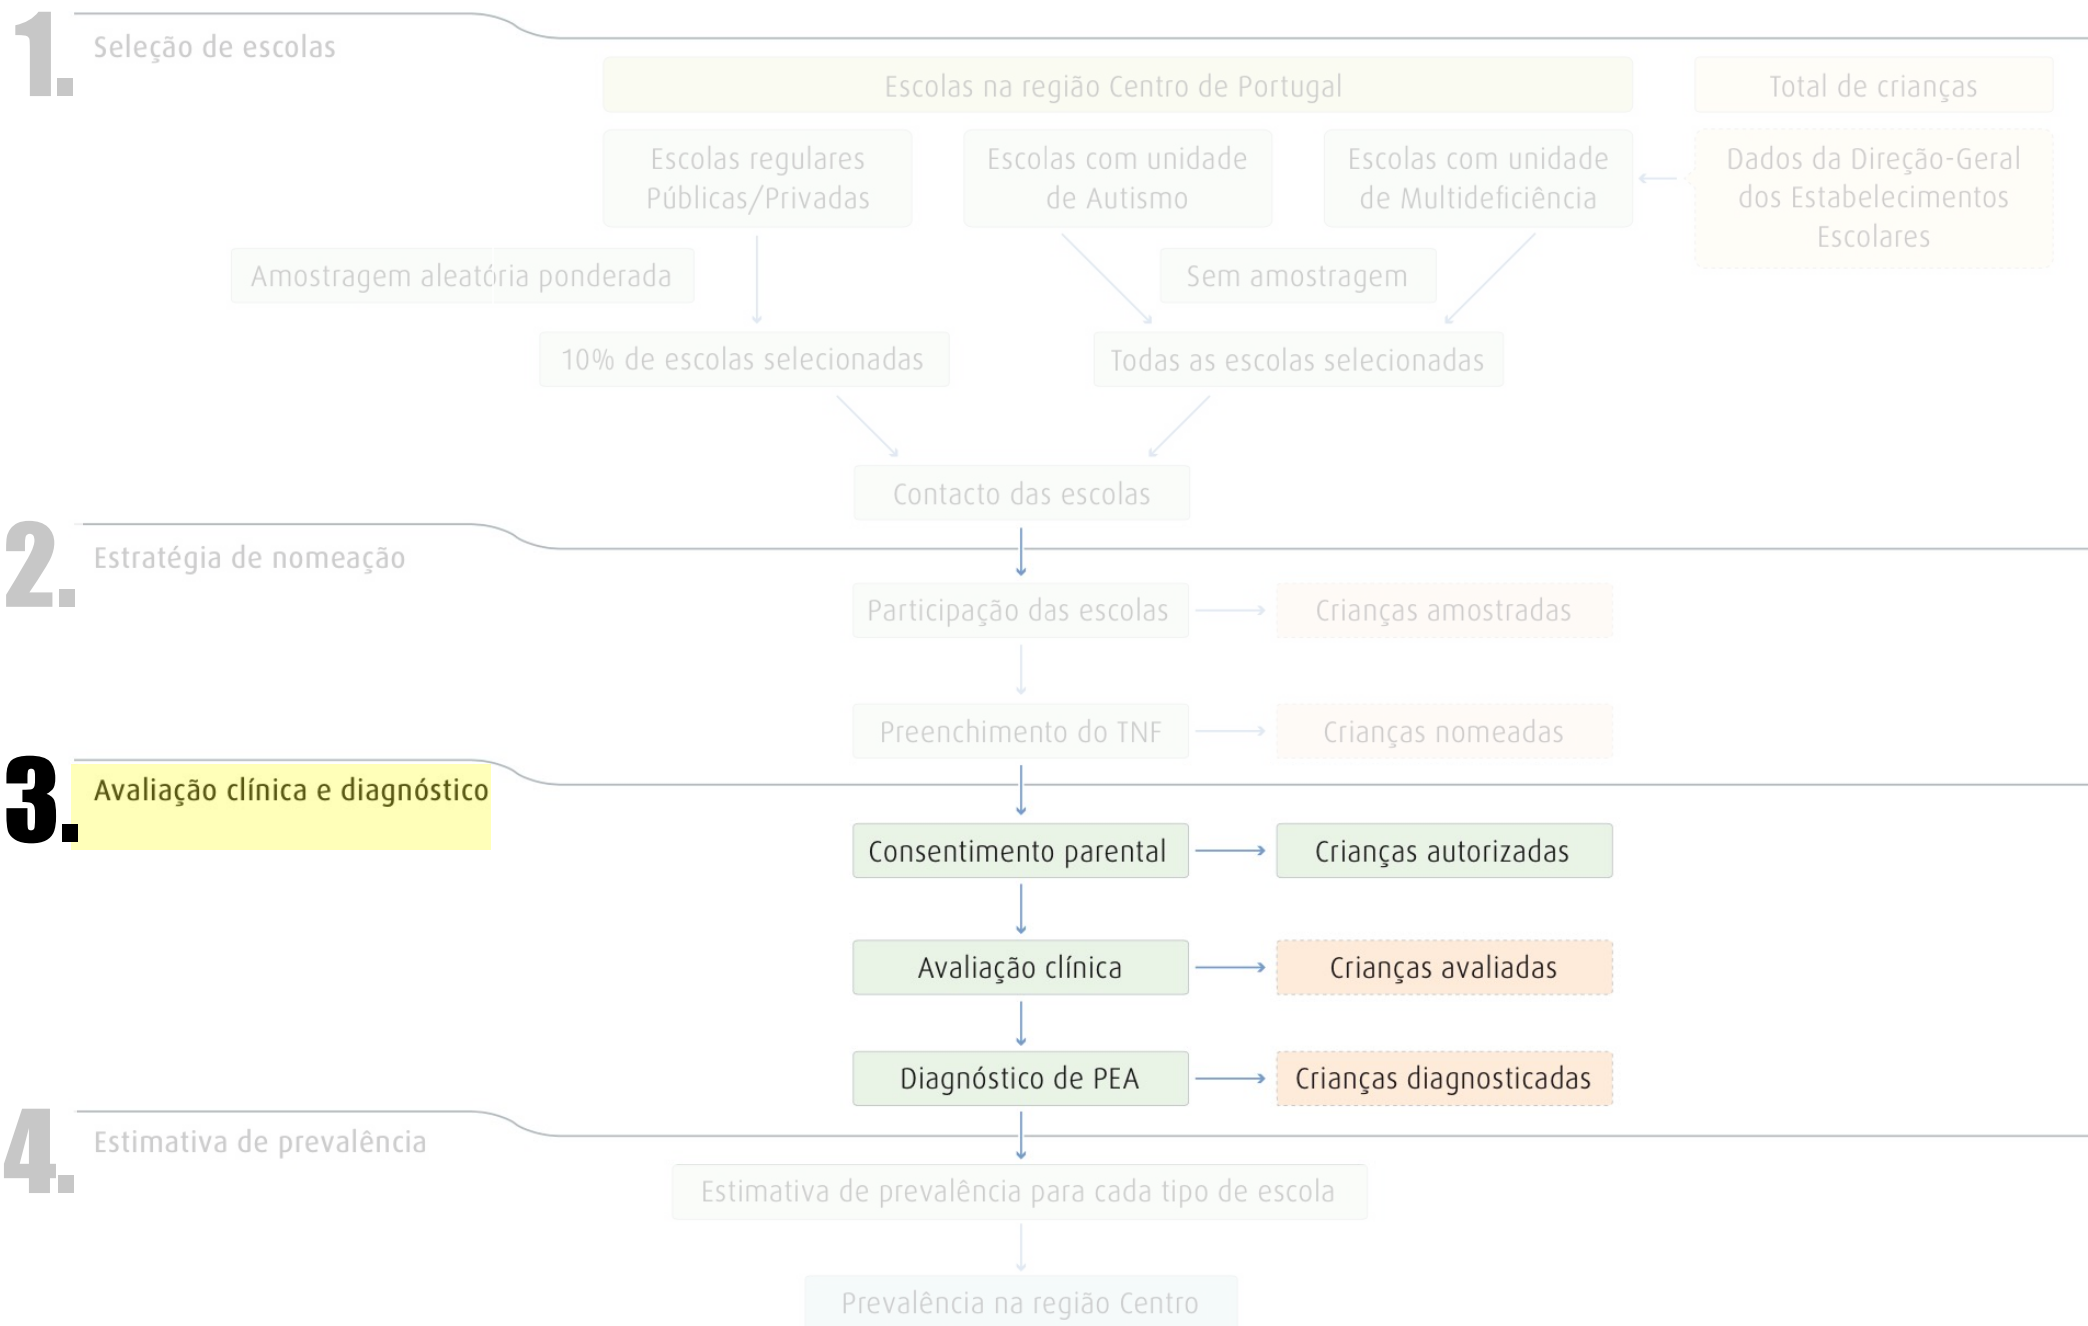 1.
Seleção de escolas
Escolas na região Centro de Portugal
Total de crianças
Escolas regulares
Públicas/Privadas
Escolas com unidade
de Autismo
Escolas com unidade
de Multideficiência
Dados da Direção-Geral
dos Estabelecimentos
Escolares
Amostragem aleatória ponderada
Sem amostragem
10% de escolas selecionadas
Todas as escolas selecionadas
Contacto das escolas
2.
Estratégia de nomeação
Participação das escolas
Crianças amostradas
Preenchimento do TNF
Crianças nomeadas
3.
Avaliação clínica e diagnóstico
Consentimento parental
Crianças autorizadas
Avaliação clínica
Crianças avaliadas
Diagnóstico de PEA
Crianças diagnosticadas
4.
Estimativa de prevalência
Estimativa de prevalência para cada tipo de escola
Prevalência na região Centro